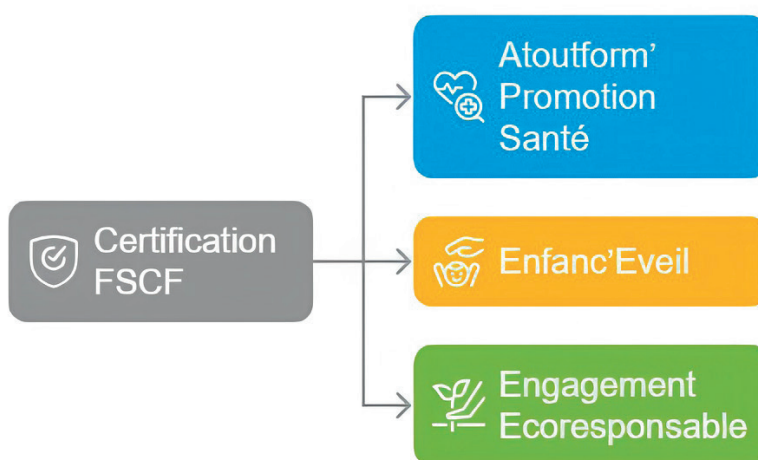 Atoutform'
Promotion
Santé
Certification
FSCF
Enfanc'Eveil
Engagement
Ecoresponsable